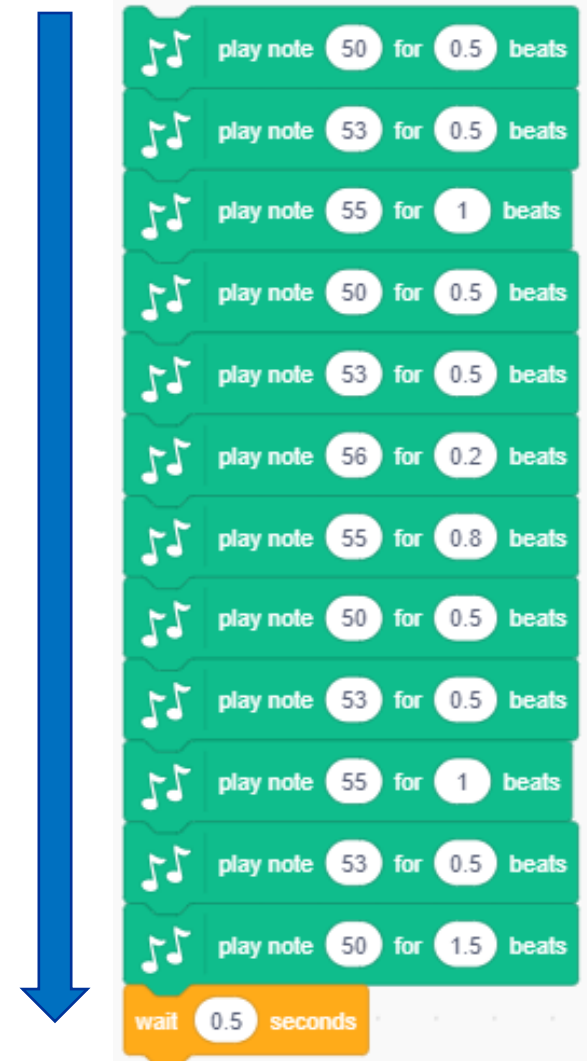 play note 50 for 0.5 beats
play note 53 for 0.5 beats
play note 55 for 1 beats
play note 50 for 0.5 beats
play note 53 for 0.5 beats
play note 56 for 0.2 beats
play note 55 for 0.8 beats
play note 50 for 0.5 beats
play note 53 for 0.5 beats
play note 55 for 1 beats
play note 53 for 0.5 beats
play note 50 for 1.5 beats
wait 0.5 seconds